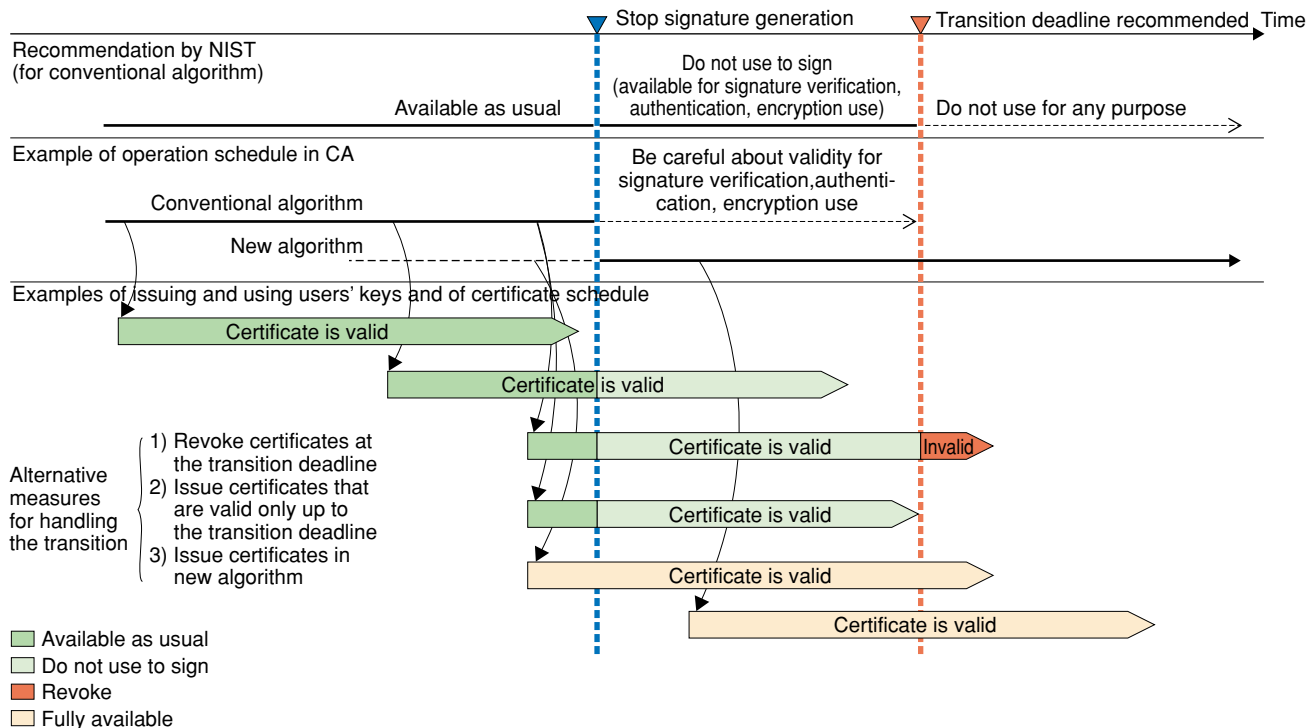 Stop signature generation
Transition deadline recommended
Time
Recommendation by NIST
(for conventional algorithm)
Do not use to sign
(available for signature verification,
authentication, encryption use)
Available as usual
Do not use for any purpose
Example of operation schedule in CA
Be careful about validity for
signature verification,authenti-
cation, encryption use
Conventional algorithm
New algorithm
Examples of issuing and using users’ keys and of certificate schedule
Certificate is valid
Certificate is valid
Alternative
measures
for handling
the transition
1) Revoke certificates at
the transition deadline
2) Issue certificates that
are valid only up to
the transition deadline
3) Issue certificates in
new algorithm
Certificate is valid
Invalid
Certificate is valid
Certificate is valid
Certificate is valid
Available as usual
Do not use to sign
Revoke
Fully available